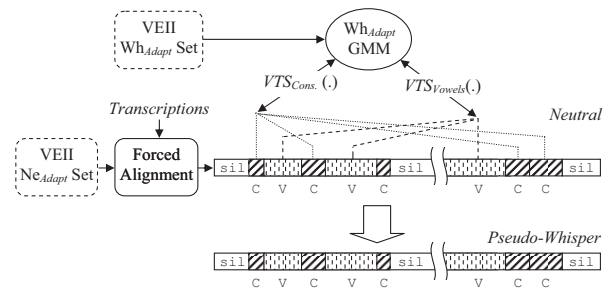 VEII
Wh_Adapt Set
Wh_Adapt
GMM
VTS_Cons. (.)
VTS_Vowels(.)
Transcriptions
Neutral
VEII
Ne_Adapt Set
Forced
Alignment
sil sil V sil
C V C V C V C C
Pseudo-Whisper
sil sil sil
C V C V C V C C